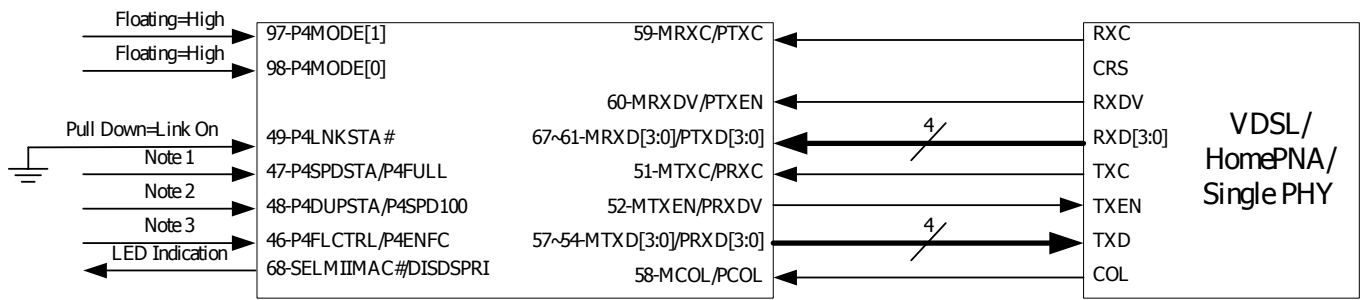 Floating=High
97-P4MODE[1]
59-MRXC/PTXC
RXC
Floating=High
98-P4MODE[0]
CRS
60-MRXDV/PTXEN
RXDV
Pull Down=Link On
49-P4LNKSTA#
67~61-MRXD[3:0]/PTXD[3:0]
4
RXD[3:0]
Note 1
47-P4SPDSTA/P4FULL
51-MTXC/PRXC
TXC
Note 2
48-P4DUPSTA/P4SPD100
52-MTXEN/PRXDV
TXEN
Note 3
46-P4FLCTRL/P4ENFC
57~54-MTXD[3:0]/PRXD[3:0]
4
TXD
LED Indication
68-SELMIIMAC#/DISDSPRI
58-MCOL/PCOL
COL
VDSL/
HomePNA/
Single PHY